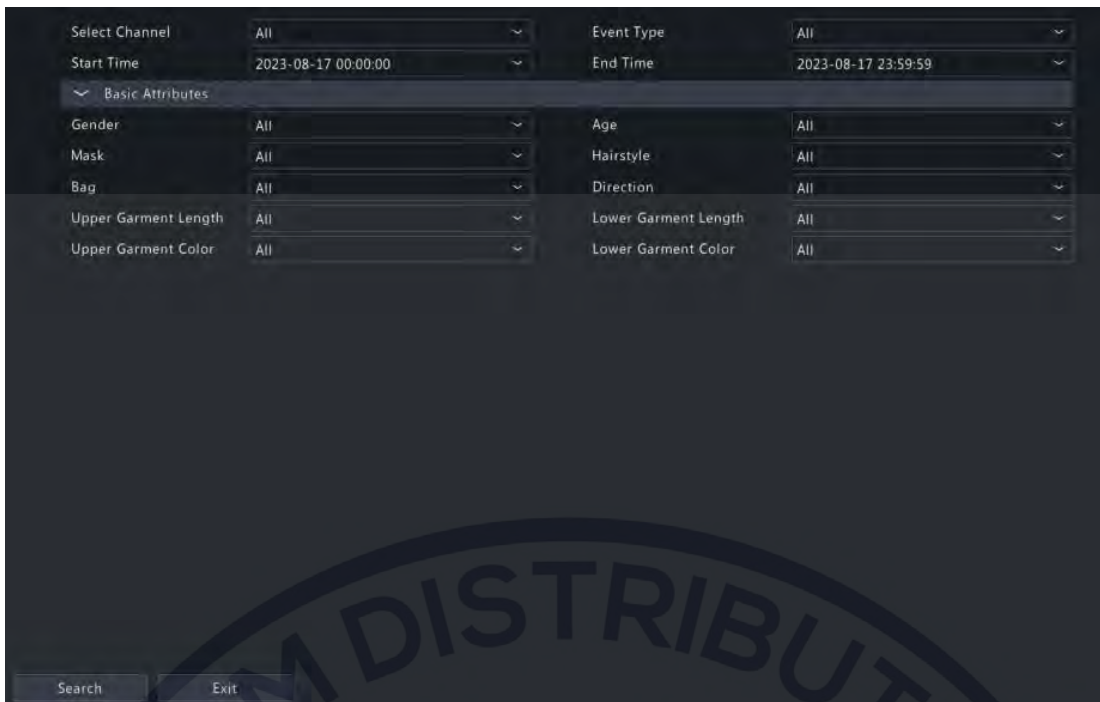 Select Channel All Event Type All
Start Time 2023-08-17 00:00:00 End Time 2023-08-17 23:59:59
Basic Attributes
Gender All Age All
Mask All Hairstyle All
Bag All Direction All
Upper Garment Length All Lower Garment Length All
Upper Garment Color All Lower Garment Color All
DISTRIBUT
Search Exit